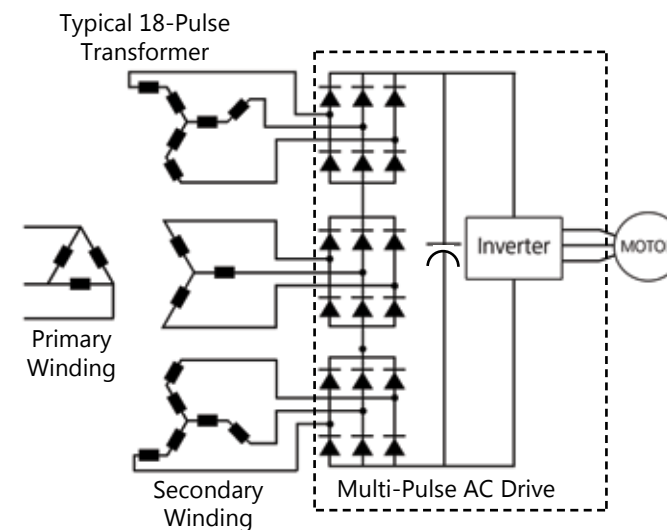 Typical 18-Pulse
Transformer
Inverter
MOTOR
Primary
Winding
Secondary
Winding
Multi-Pulse AC Drive